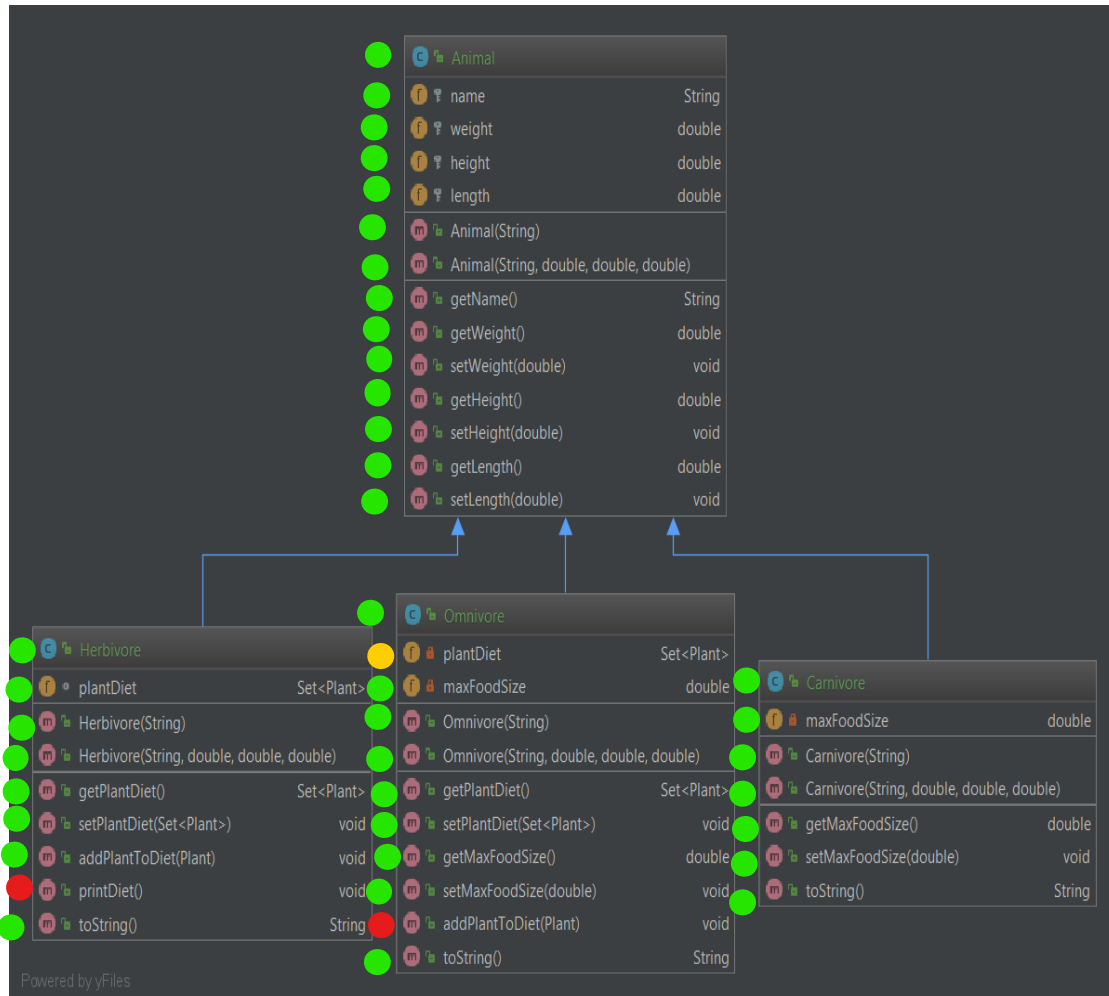 Animal
name String
weight double
height double
length double
Animal(String)
Animal(String, double, double, double)
getName() String
getWeight() double
setWeight(double) void
getHeight() double
setHeight(double) void
getLength() double
setLength(double) void
Herbivore
plantDiet Set<Plant>
Herbivore(String)
Herbivore(String, double, double, double)
getPlantDiet() Set<Plant>
setPlantDiet(Set<Plant>) void
addPlantToDiet(Plant) void
printDiet() void
toString() String
Omnivore
plantDiet Set<Plant>
maxFoodSize double
Omnivore(String)
Omnivore(String, double, double, double)
getPlantDiet() Set<Plant>
setPlantDiet(Set<Plant>) void
getMaxFoodSize() double
setMaxFoodSize(double) void
addPlantToDiet(Plant) void
toString() String
Carnivore
maxFoodSize double
Carnivore(String)
Carnivore(String, double, double, double)
getMaxFoodSize() double
setMaxFoodSize(double) void
toString() String
Powered by yFiles